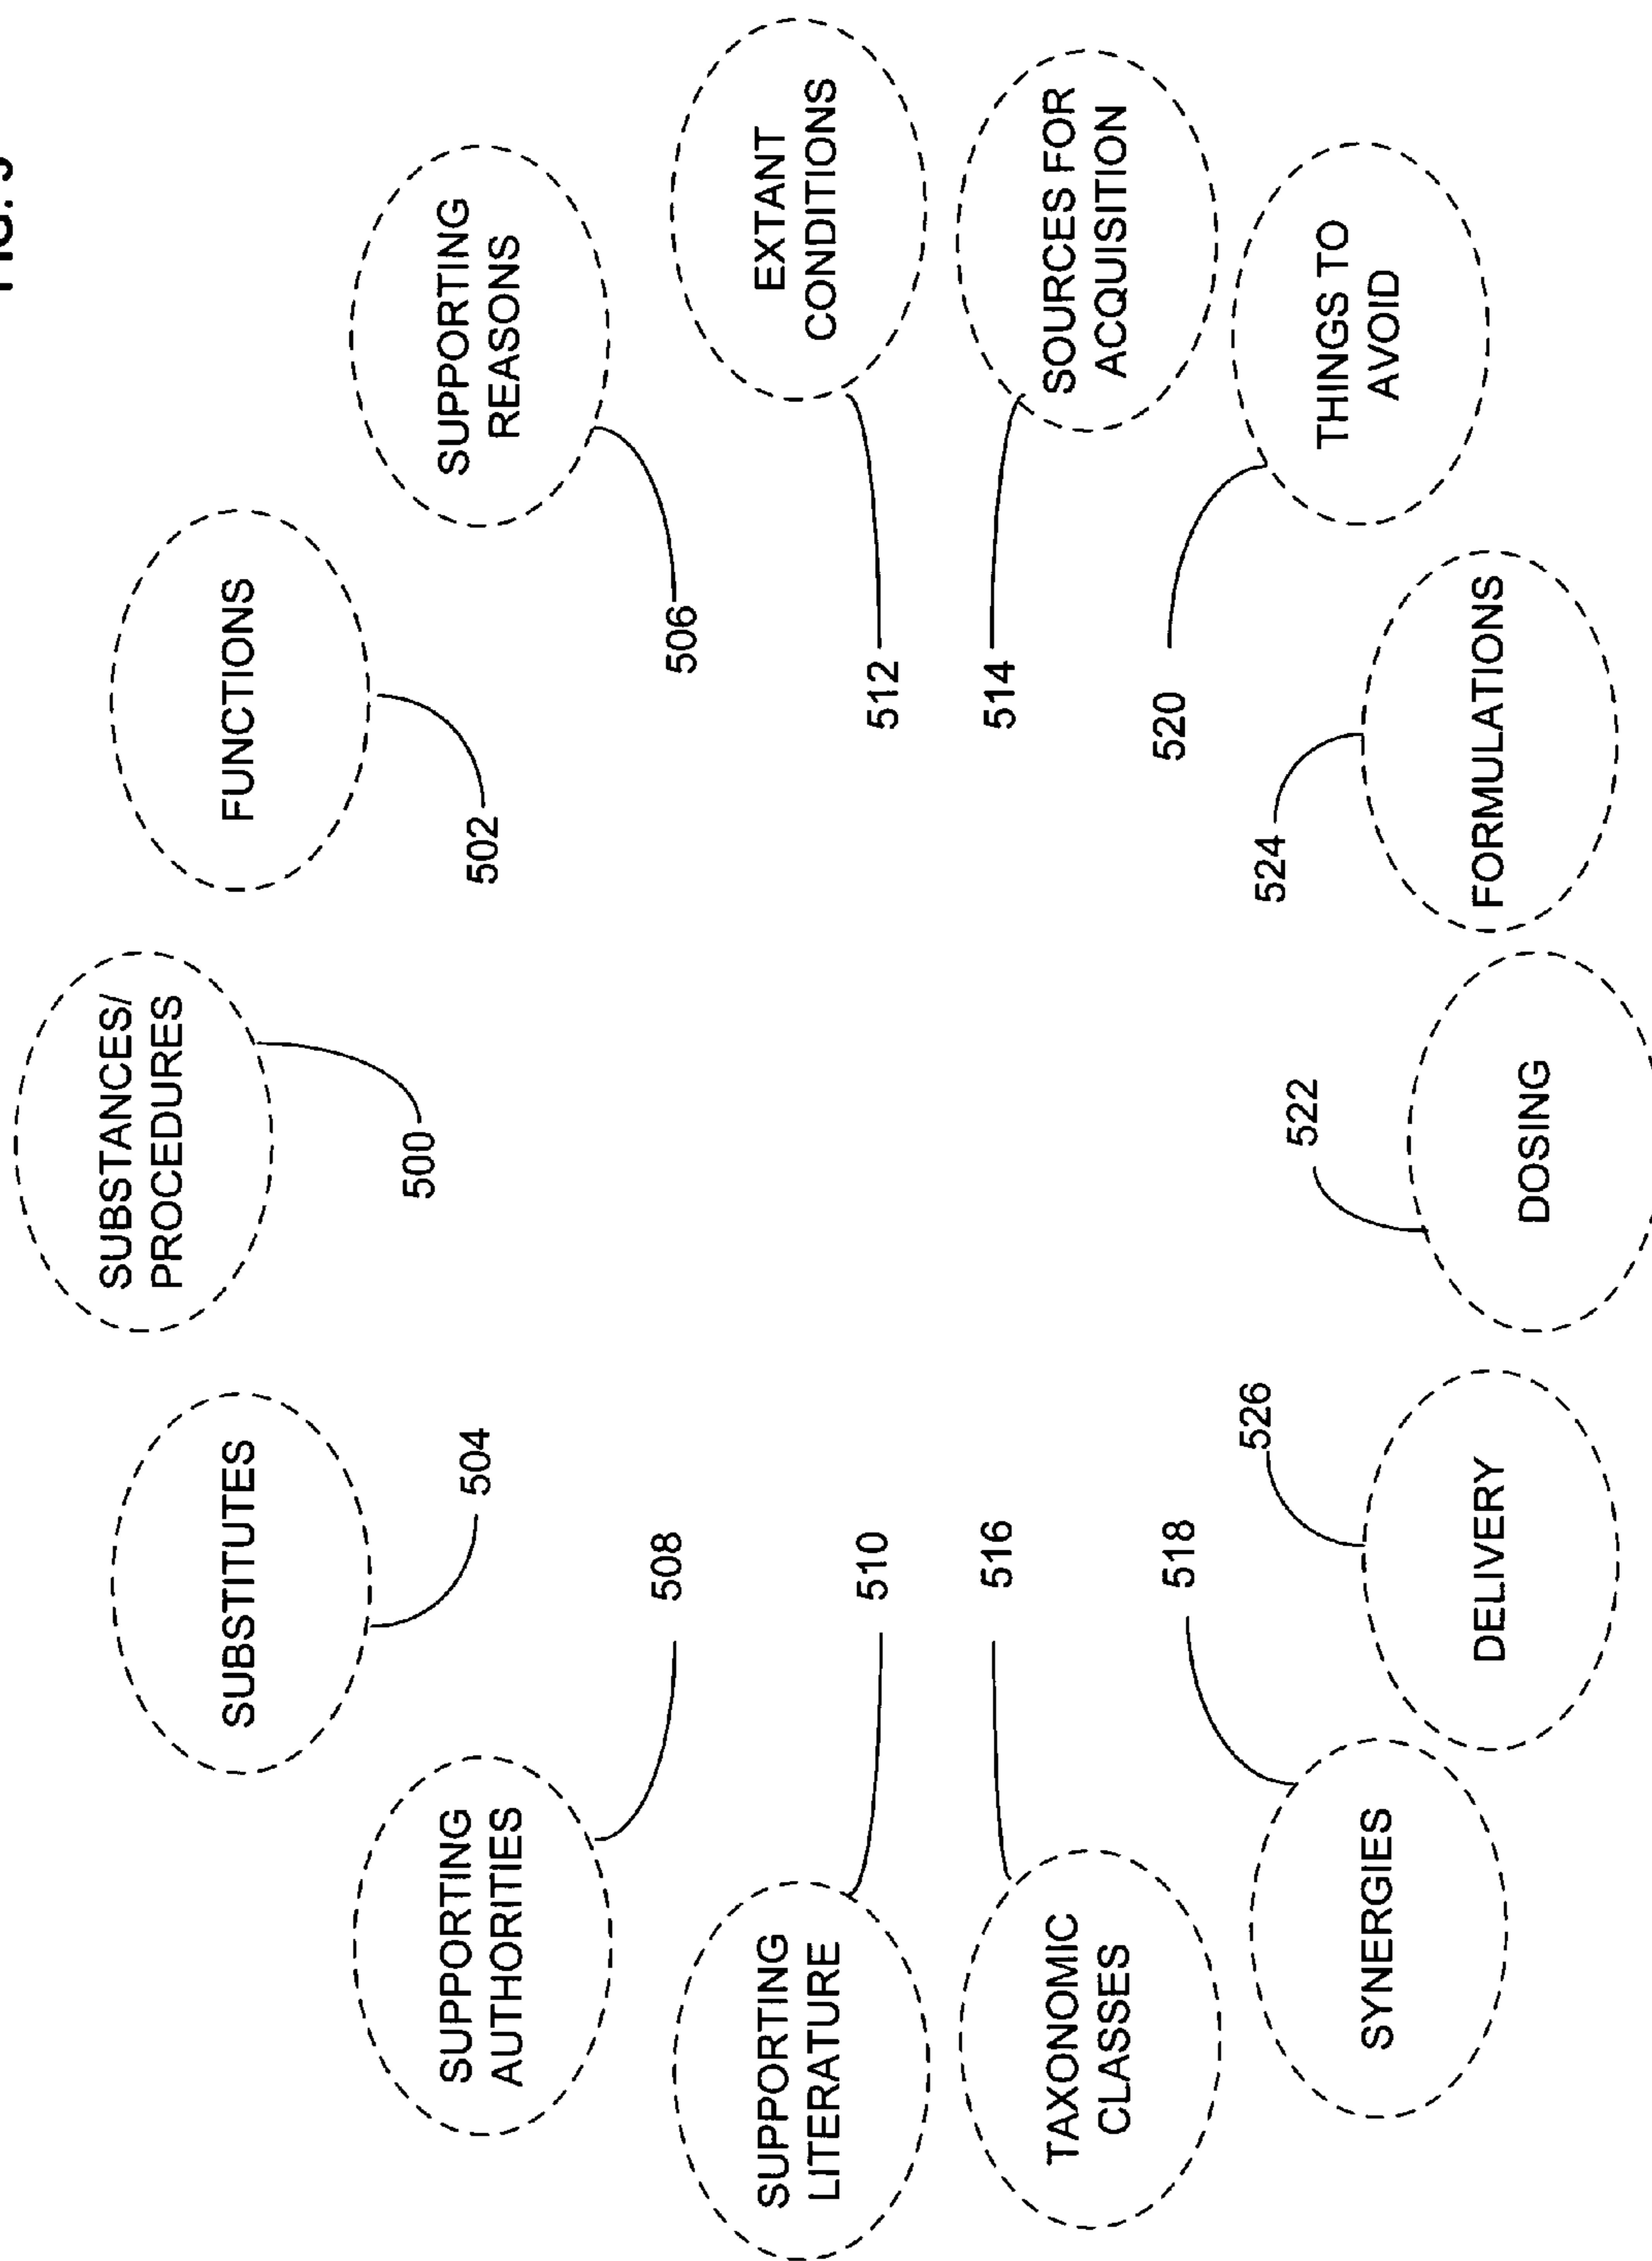 FIG.
SUBSTANCES/
PROCEDURES
500
SUBSTITUTES
504
FUNCTIONS
502
SUPPORTING
AUTHORITIES
508
SUPPORTING
REASONS
506
SUPPORTING
LITERATURE
510
EXTANT
CONDITIONS
512
TAXONOMIC
CLASSES
516
SOURCES FOR
ACQUISITION
514
SYNERGIES
518
THINGS TO
AVOID
520
DELIVERY
526
FORMULATIONS
524
DOSING
522